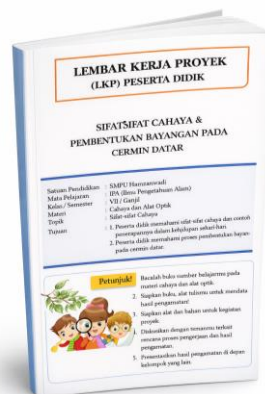 LEMBAR KERJA PROYEK
(LKP) PESERTA DIDIK
SIFATSIFAT CAHAYA &
PEMBENTUKAN BAYANGAN PADA
CERMIN DATAR
Satuan Pendidikan : SMPU Hamzanwadi
Mata Pelajaran : IPA (Ilmu Pengetahuan Alam)
Kelas/ Semester : VII / Ganjil
Materi : Cahaya dan Alat Optik
Topik : Sifat-sifat Cahaya
Tujuan : 1. Peserta didik memahami sifat-sifat cahaya dan contoh
penerapannya dalam kehidupan sehari-hari.
2. Peserta didik memahami proses pembentukan bayan-
pada cermin datar.
Petunjuk!
1. Bacalah buku sumber belajarmu pada
materi cahaya dan alat optik.
2. Siapkan buku, alat tulismu untuk mendata
hasil pengamatan!
3. Siapkan alat dan bahan untuk kegiatan
proyek.
4. Diskusikan dengan temanmu terkait
rencana proses pengerjaan dan hasil
pengamatan.
5. Presentasikan hasil pengamatan di depan
kelompok yang lain.